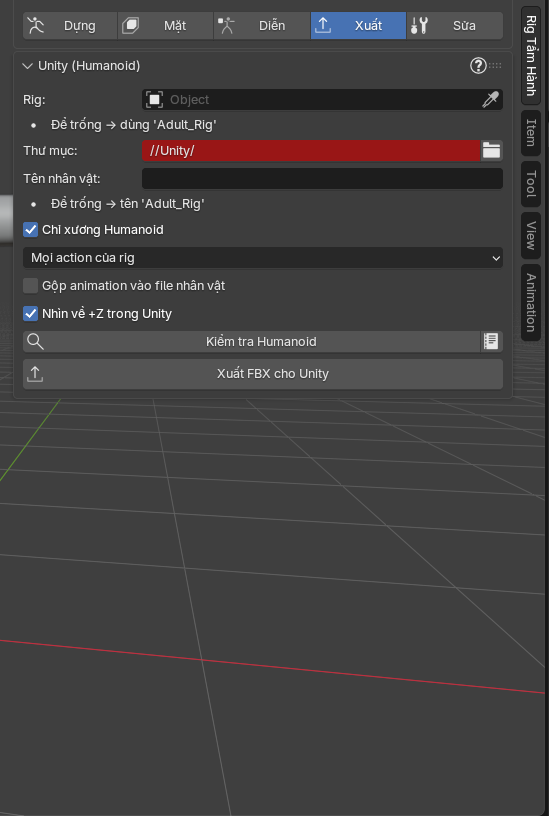 Dựng Mặt Diễn Xuất Sửa
Unity (Humanoid)
Rig: Object
Để trống → dùng 'Adult_Rig'
Thư mục: //Unity/
Tên nhân vật:
Để trống → tên 'Adult_Rig'
Chỉ xương Humanoid
Mọi action của rig
Gộp animation vào file nhân vật
Nhìn về +Z trong Unity
Kiểm tra Humanoid
Xuất FBX cho Unity
Rig Tầm Hành
Item
Tool
View
Animation